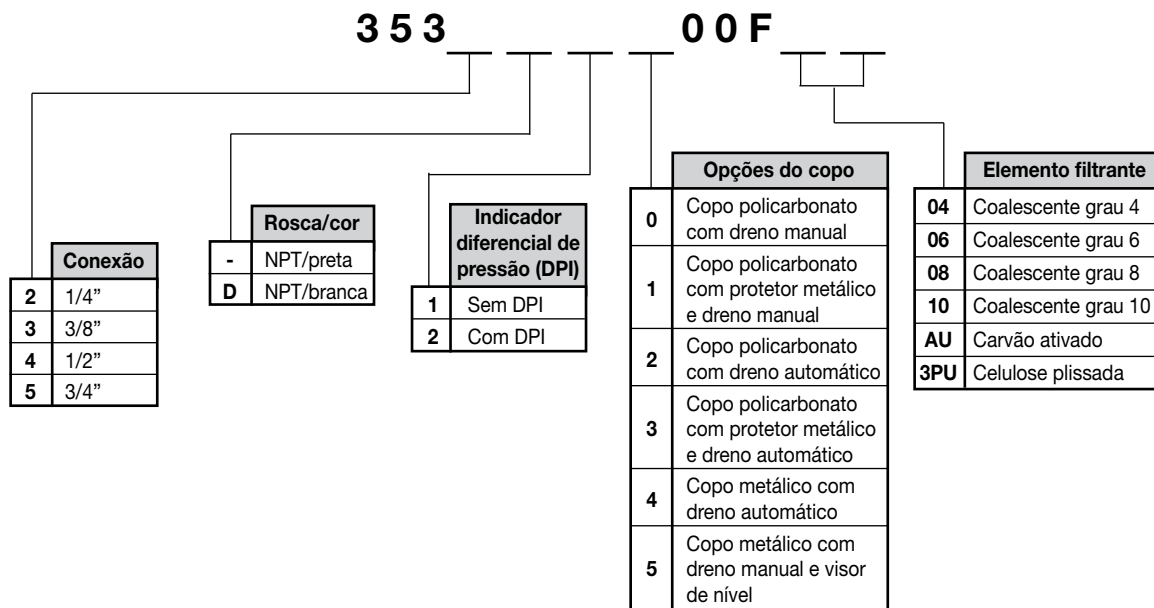 353__ __ __ __00F__ __
Conexão
2 1/4”
3 3/8”
4 1/2”
5 3/4”
Rosca/cor
- NPT/preta
D NPT/branca
Indicador
diferencial de
pressão (DPI)
1 Sem DPI
2 Com DPI
Opções do copo
0 Copo policarbonato
com dreno manual
1 Copo policarbonato
com protetor metálico
e dreno manual
2 Copo policarbonato
com dreno automático
3 Copo policarbonato
com protetor metálico
e dreno automático
4 Copo metálico com
dreno automático
5 Copo metálico com
dreno manual e visor
de nível
Elemento filtrante
04 Coalescente grau 4
06 Coalescente grau 6
08 Coalescente grau 8
10 Coalescente grau 10
AU Carvão ativado
3PU Celulose plissada